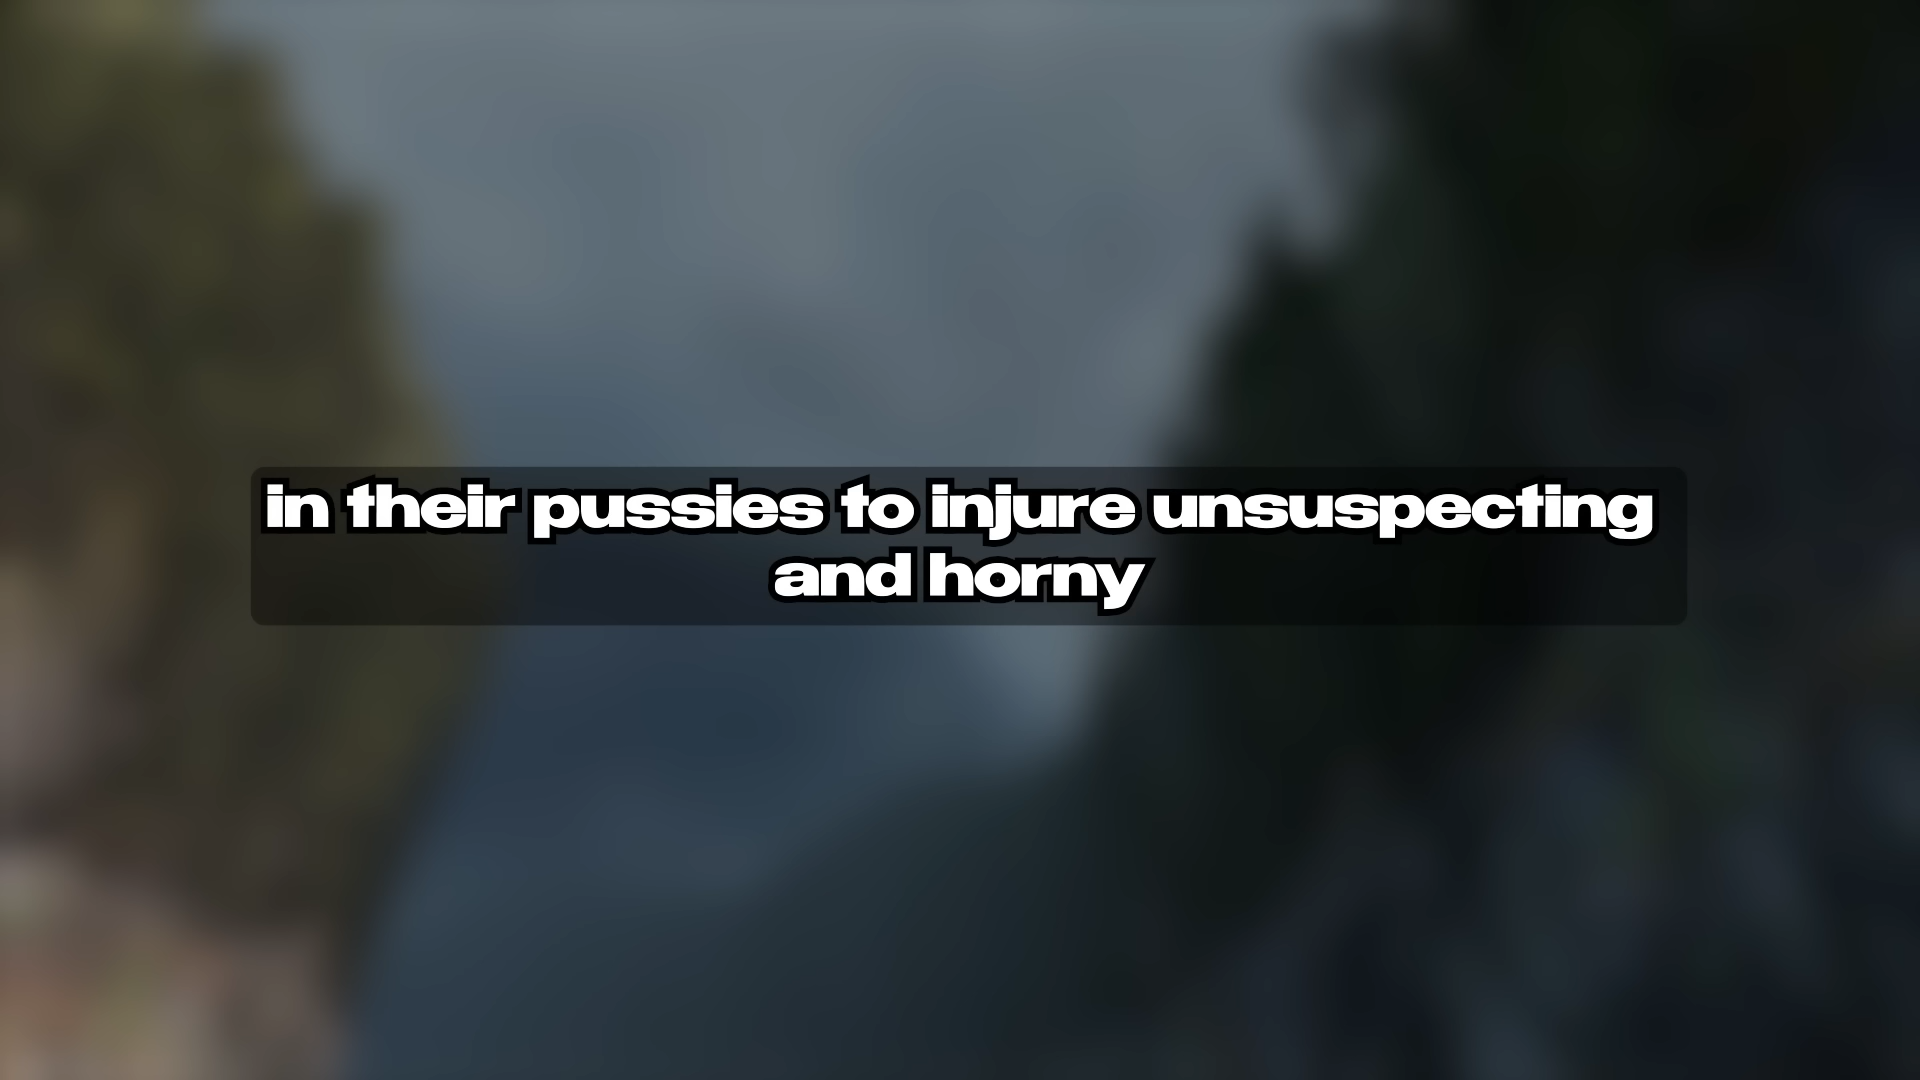 in their pussies to injure unsuspecting
and horny